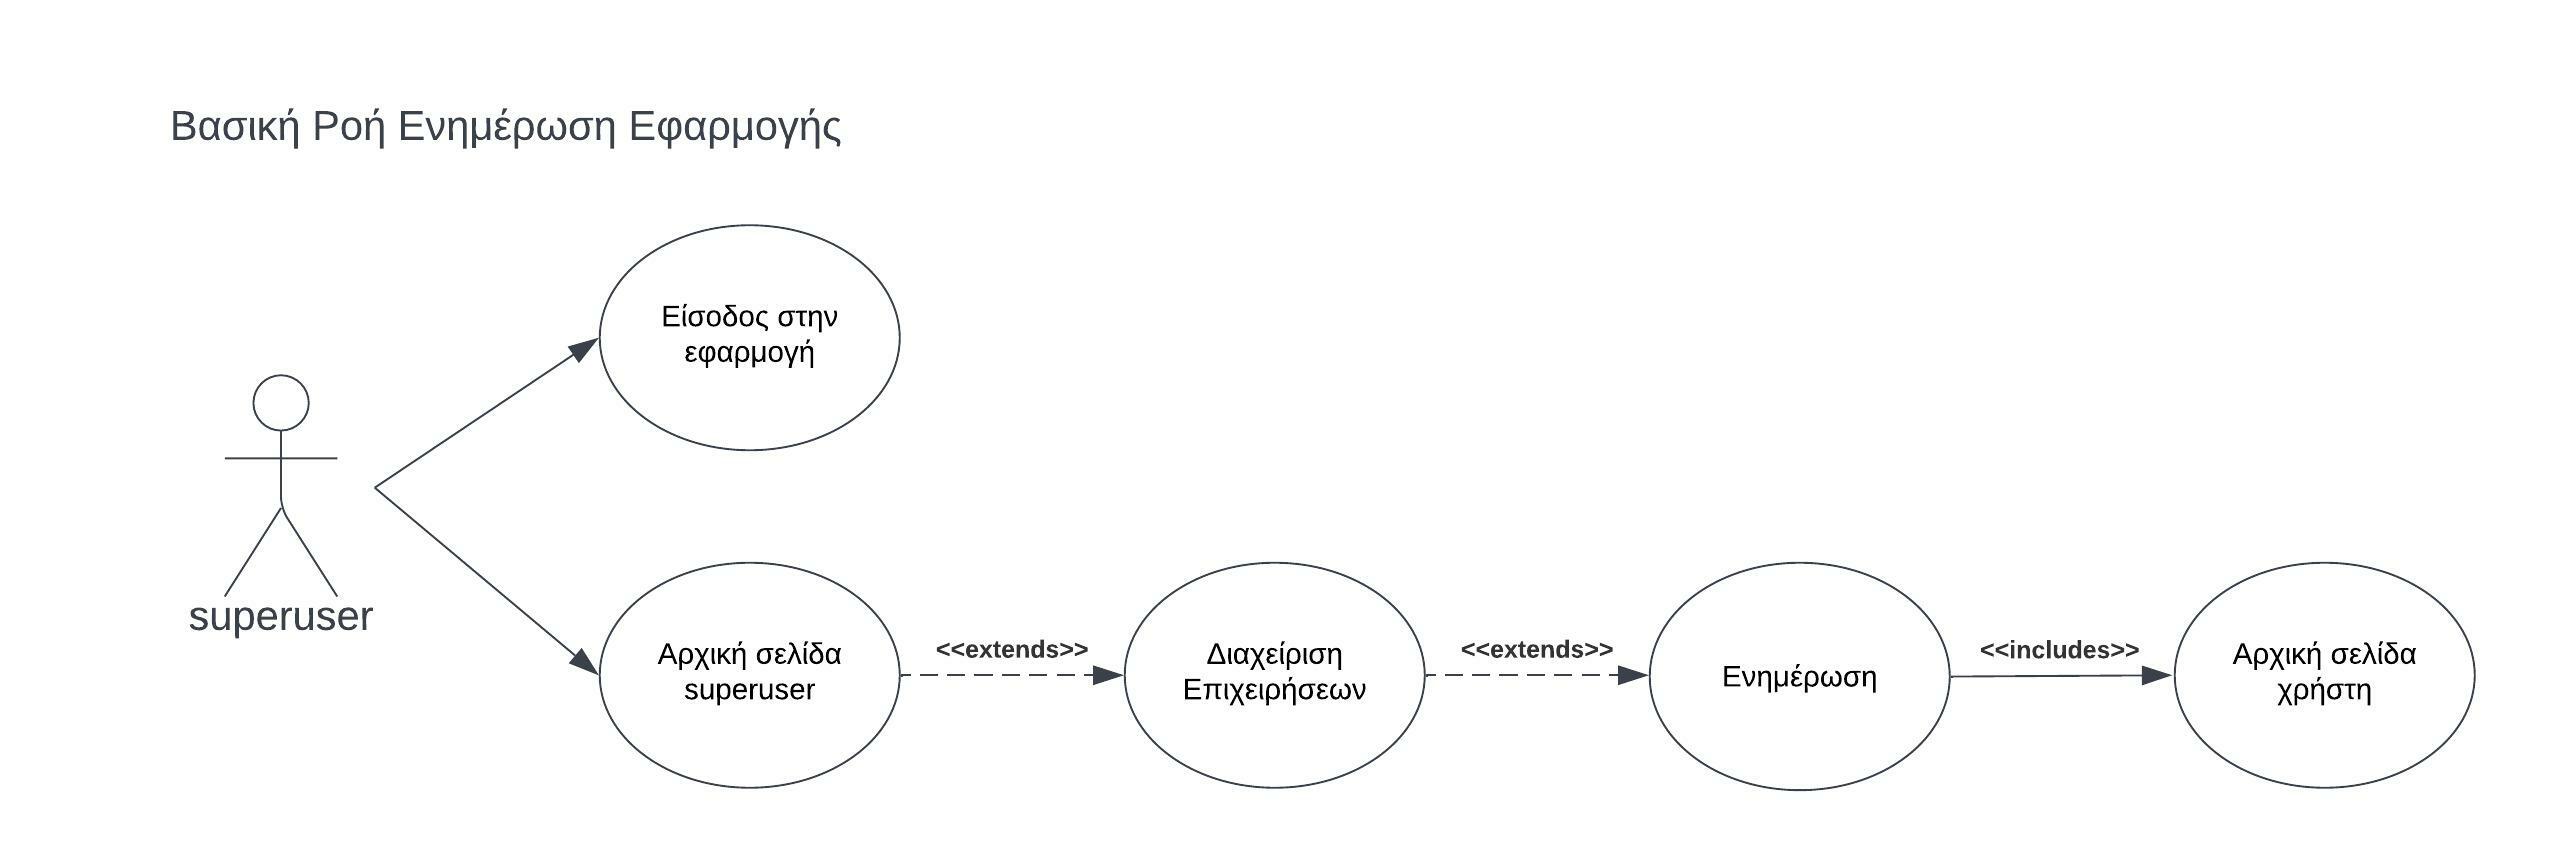 Βασική Ροή Ενημέρωση Εφαρμογής
Είσοδος στην
εφαρμογή
superuser
Αρχική σελίδα
superuser
<<extends>>
Διαχείριση
Επιχειρήσεων
<<extends>>
Ενημέρωση
<<includes>>
Αρχική σελίδα
χρήστη